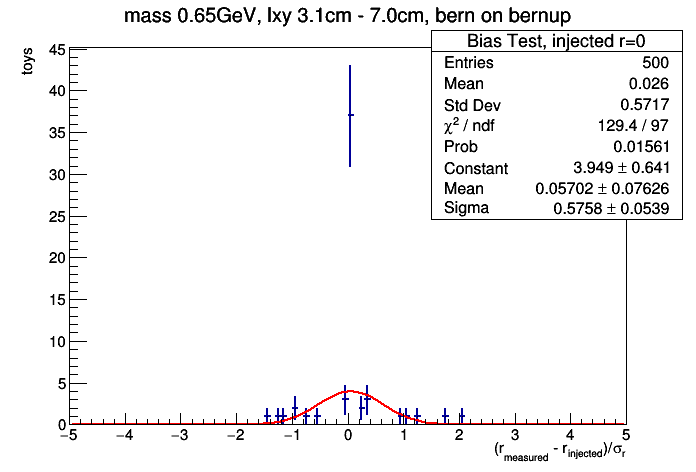 mass 0.65GeV, lxy 3.1cm - 7.0cm, bern on bernup
Bias Test, injected r=0
Entries 500
Mean 0.026
Std Dev 0.5717
χ² / ndf 129.4 / 97
Prob 0.01561
Constant 3.949 ± 0.641
Mean 0.05702 ± 0.07626
Sigma 0.5758 ± 0.0539
toys
45
40
35
30
25
20
15
10
5
0
−5 −4 −3 −2 −1 0 1 2 3 4 5
(r_measured - r_injected)/σ_r